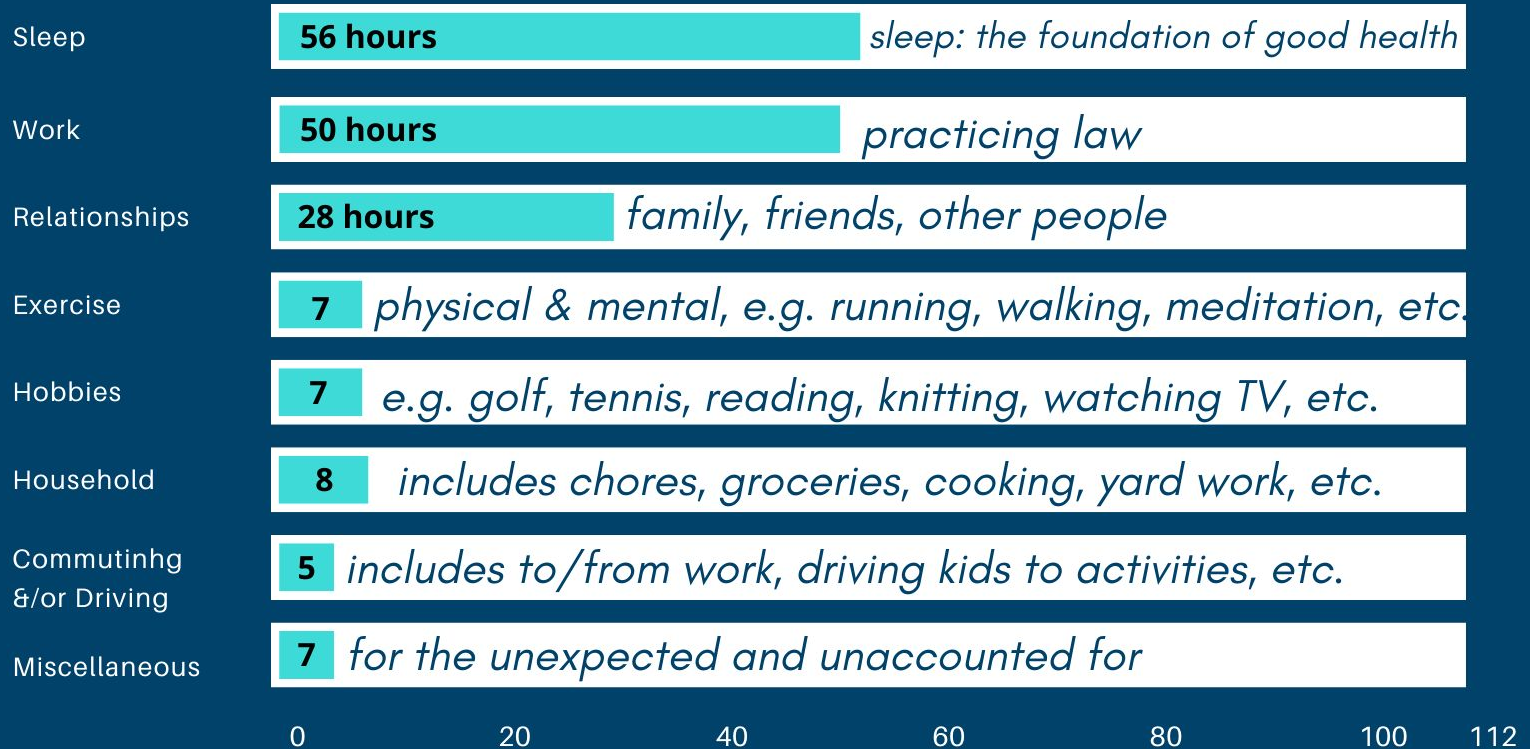 Sleep 56 hours sleep: the foundation of good health
Work 50 hours practicing law
Relationships 28 hours family, friends, other people
Exercise 7 physical & mental, e.g. running, walking, meditation, etc.
Hobbies 7 e.g. golf, tennis, reading, knitting, watching TV, etc.
Household 8 includes chores, groceries, cooking, yard work, etc.
Commutinhg
&/or Driving 5 includes to/from work, driving kids to activities, etc.
Miscellaneous 7 for the unexpected and unaccounted for
0 20 40 60 80 100 112